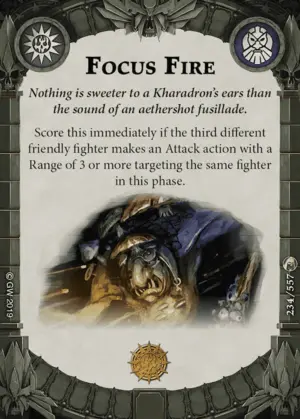 FOCUS FIRE
Nothing is sweeter to a Kharadron's ears than
the sound of an aethershot fusillade.
Score this immediately if the third different
friendly fighter makes an Attack action with a
Range of 3 or more targeting the same fighter
in this phase.
© GW 2019
234/557